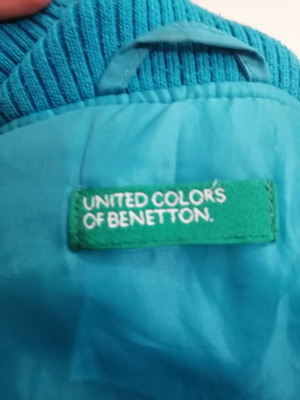 UNITED COLORS
OF BENETTON.